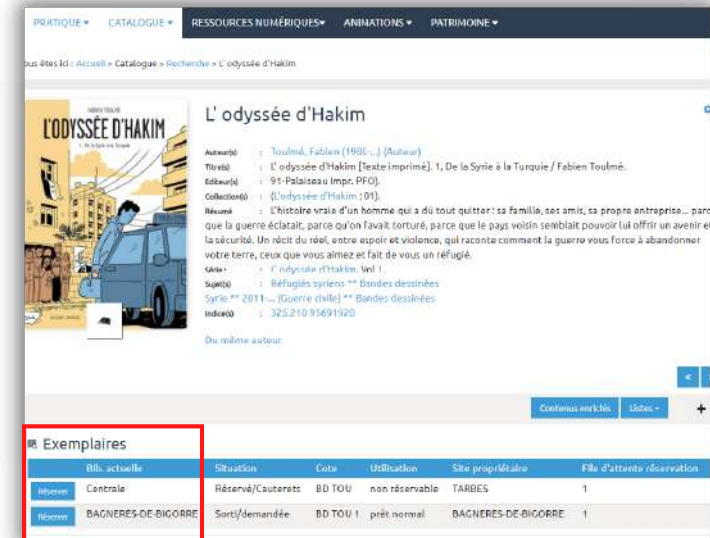 PRATIQUE CATALOGUE RESSOURCES NUMÉRIQUES ANIMATIONS PATRIMOINE
ous êtes ici : Accueil > Catalogue > Recherche > L' odyssée d'Hakim
L'ODYSSÉE D'HAKIM
L' odyssée d'Hakim
Auteur(s) : Toulmé, Fabien (1980-...) (Auteur)
Titre(s) : L' odyssée d'Hakim [Texte imprimé]. 1, De la Syrie à la Turquie / Fabien Toulmé.
Editeur(s) : 91-Palaiseau Impr. PFO).
Collection(s) : (L'odyssée d'Hakim ; 01).
Résumé : L'histoire vraie d'un homme qui a dû tout quitter : sa famille, ses amis, sa propre entreprise... parc
que la guerre éclatait, parce qu'on l'avait torturé, parce que le pays voisin semblait pouvoir lui offrir un avenir et
la sécurité. Un récit du réel, entre espoir et violence, qui raconte comment la guerre vous force à abandonner
votre terre, ceux que vous aimez et fait de vous un réfugié.
Série : L' odyssée d'Hakim, Vol 1.
Sujet(s) : Réfugiés syriens ** Bandes dessinées
Syrie ** 2011-... (Guerre civile) ** Bandes dessinées
Indice(s) : 325.210 95691920
Du même auteur
«
Contenus enrichis Listes +
Exemplaires
Bib. actuelle Situation Cote Utilisation Site propriétaire File d'attente réservation
Réserver Centrale Réservé/Cauterets BD TOU non réservable TARBES 1
Réserver BAGNERES-DE-BIGORRE Sorti/demandée BD TOU 1 prêt normal BAGNERES-DE-BIGORRE 1